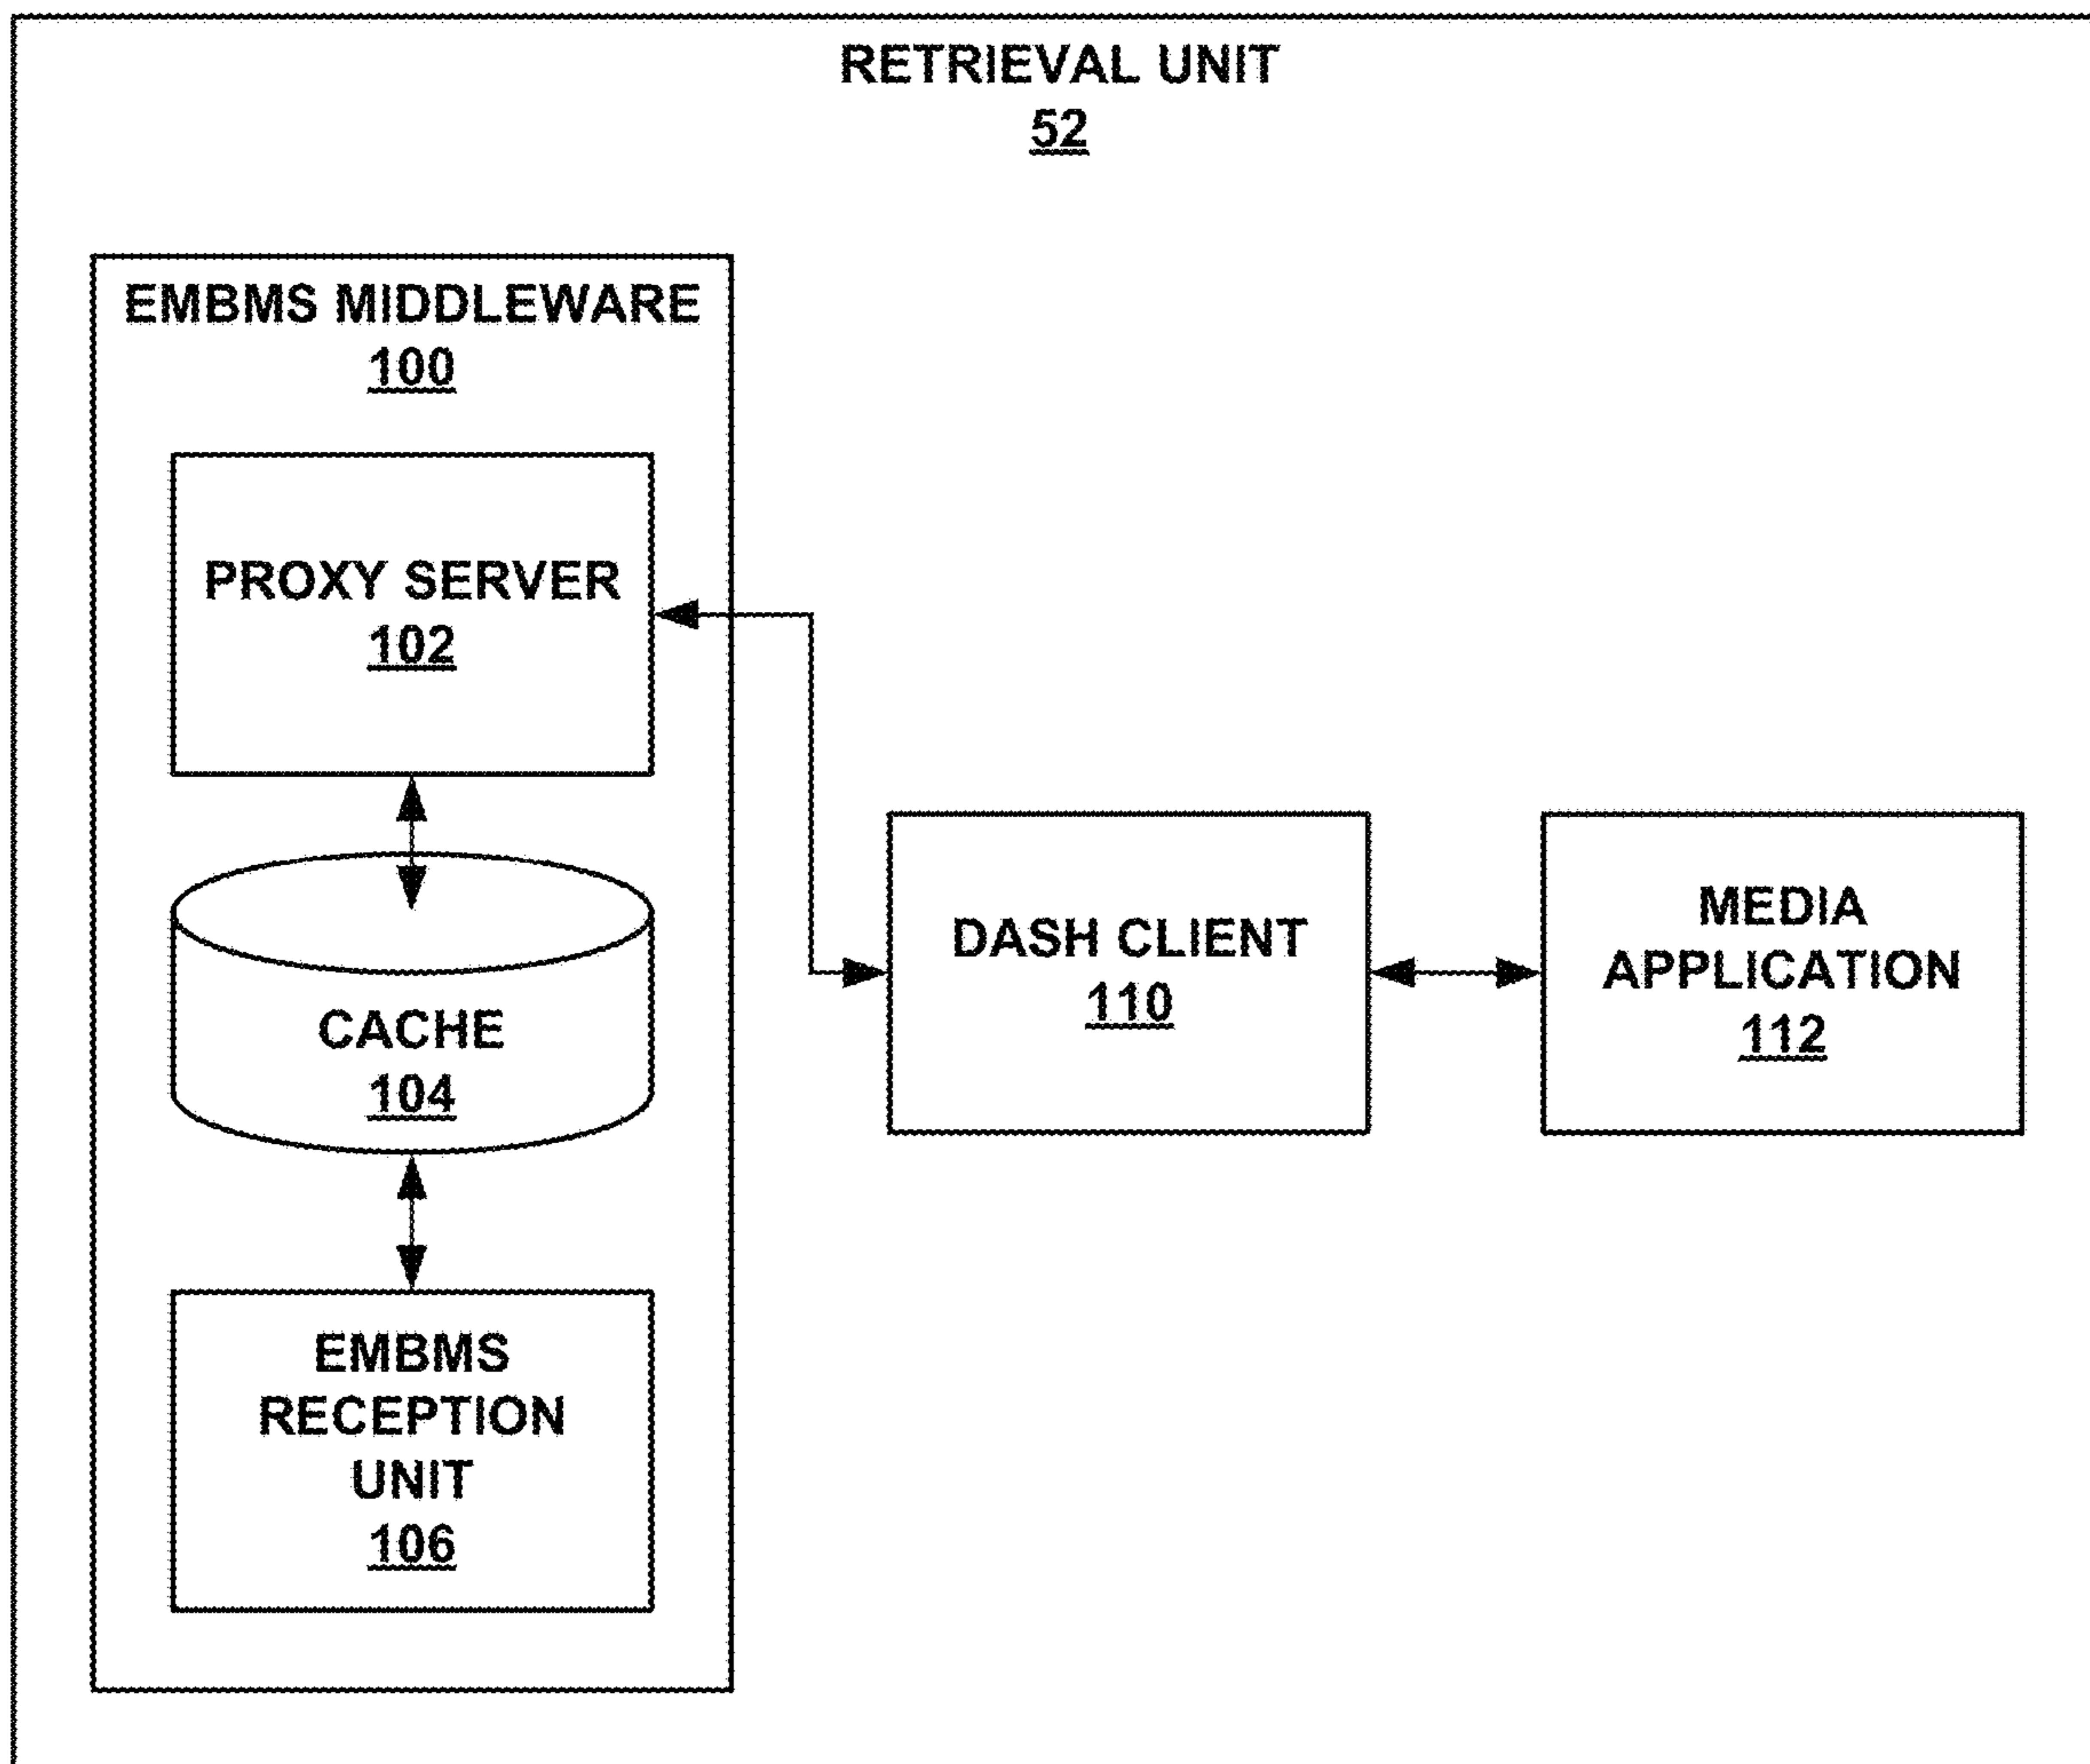 RETRIEVAL UNIT
52
EMBMS MIDDLEWARE
100
PROXY SERVER
102
CACHE
104
EMBMS
RECEPTION
UNIT
106
DASH CLIENT
110
MEDIA
APPLICATION
112